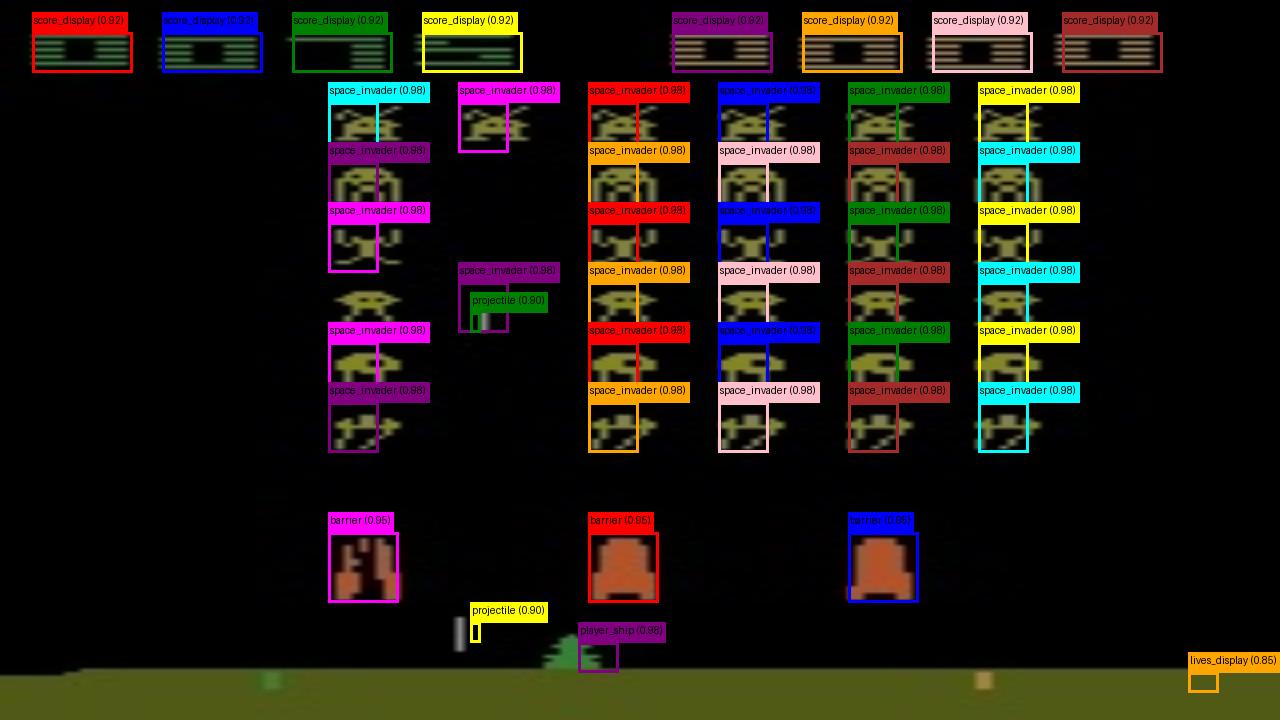 score_display (0.92) score_display (0.92) score_display (0.92) score_display (0.92) score_display (0.92) score_display (0.92) score_display (0.92) score_display (0.92)
space_invader (0.98) space_invader (0.98) space_invader (0.98) space_invader (0.98) space_invader (0.98) space_invader (0.98)
space_invader (0.98) space_invader (0.98) space_invader (0.98) space_invader (0.98) space_invader (0.98)
space_invader (0.98) space_invader (0.98) space_invader (0.98) space_invader (0.98) space_invader (0.98)
space_invader (0.98) space_invader (0.98) space_invader (0.98) space_invader (0.98) space_invader (0.98)
projectile (0.90)
space_invader (0.98) space_invader (0.98) space_invader (0.98) space_invader (0.98) space_invader (0.98)
space_invader (0.98) space_invader (0.98) space_invader (0.98) space_invader (0.98) space_invader (0.98)
barrier (0.95) barrier (0.95) barrier (0.95)
projectile (0.90)
player_ship (0.98)
lives_display (0.85)